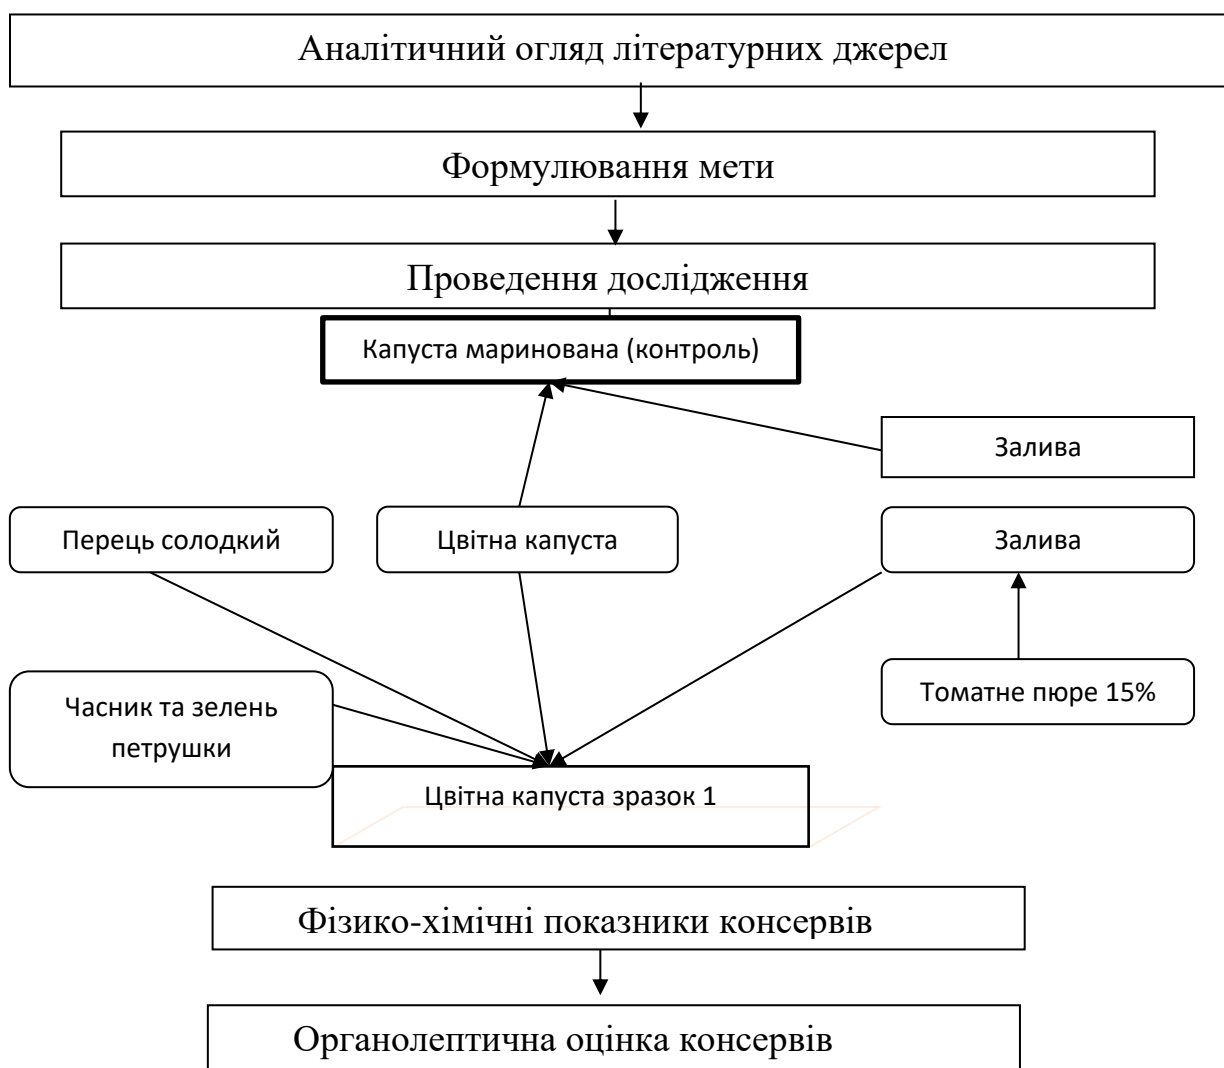 Аналітичний огляд літературних джерел
Формулювання мети
Проведення дослідження
Капуста маринована (контроль)
Залива
Перець солодкий
Цвітна капуста
Залива
Часник та зелень
петрушки
Томатне пюре 15%
Цвітна капуста зразок 1
Фізико-хімічні показники консервів
Органолептична оцінка консервів